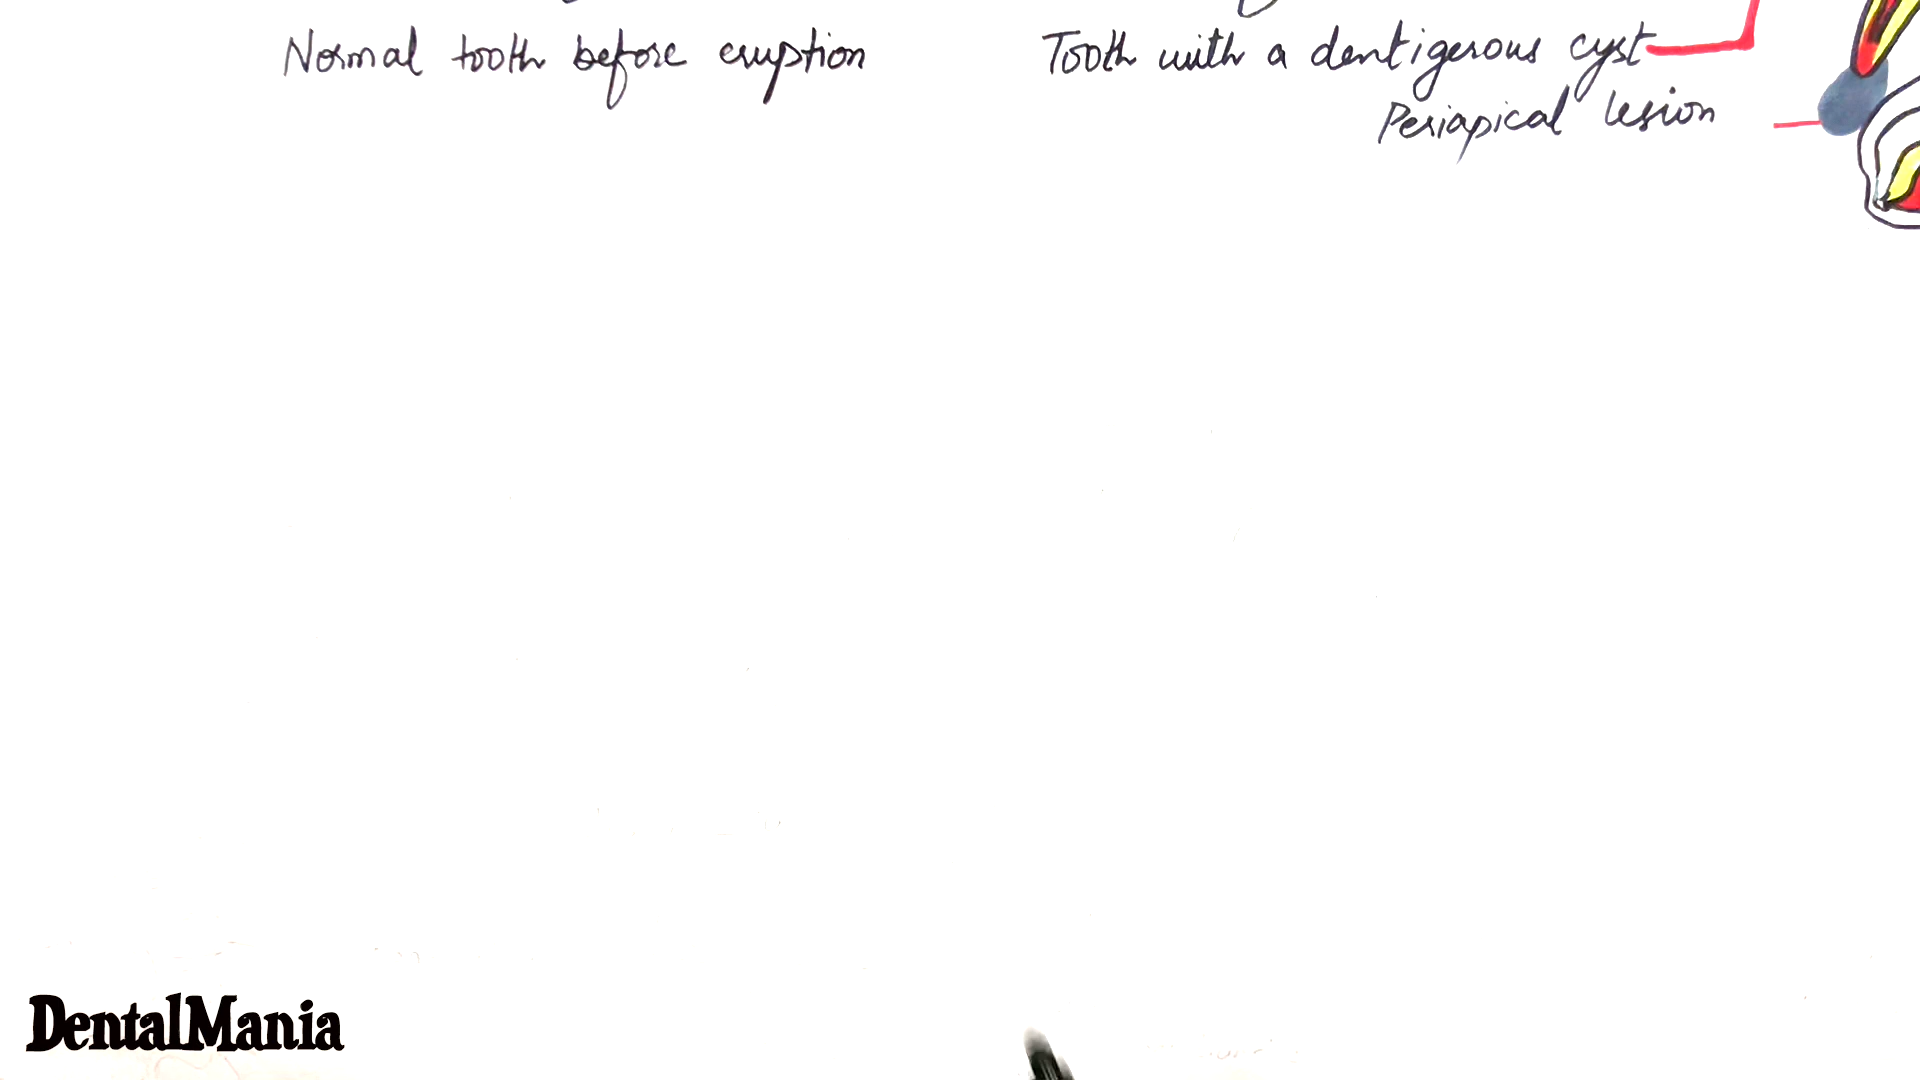 Normal tooth before eruption
Tooth with a dentigerous cyst
Periapical lesion
DentalMania